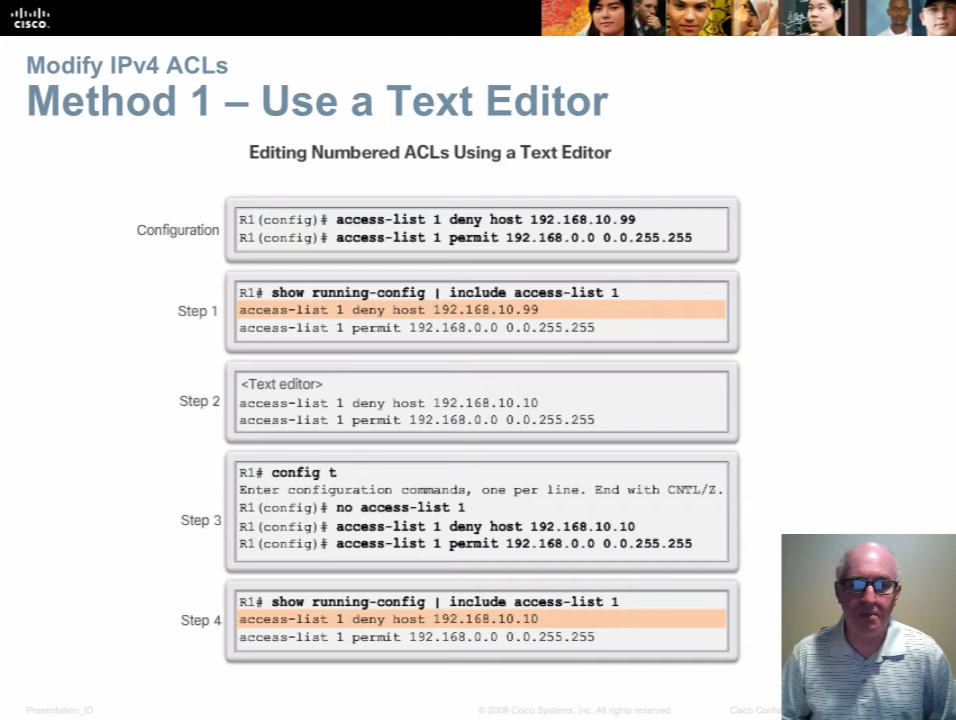 CISCO.
Modify IPv4 ACLs
Method 1 – Use a Text Editor
Editing Numbered ACLs Using a Text Editor
Configuration
R1(config)# access-list 1 deny host 192.168.10.99
R1(config)# access-list 1 permit 192.168.0.0 0.0.255.255
Step 1
R1# show running-config | include access-list 1
access-list 1 deny host 192.168.10.99
access-list 1 permit 192.168.0.0 0.0.255.255
Step 2
<Text editor>
access-list 1 deny host 192.168.10.10
access-list 1 permit 192.168.0.0 0.0.255.255
Step 3
R1# config t
Enter configuration commands, one per line. End with CNTL/Z.
R1(config)# no access-list 1
R1(config)# access-list 1 deny host 192.168.10.10
R1(config)# access-list 1 permit 192.168.0.0 0.0.255.255
Step 4
R1# show running-config | include access-list 1
access-list 1 deny host 192.168.10.10
access-list 1 permit 192.168.0.0 0.0.255.255
Presentation_ID © 2008 Cisco Systems, Inc. All rights reserved Cisco